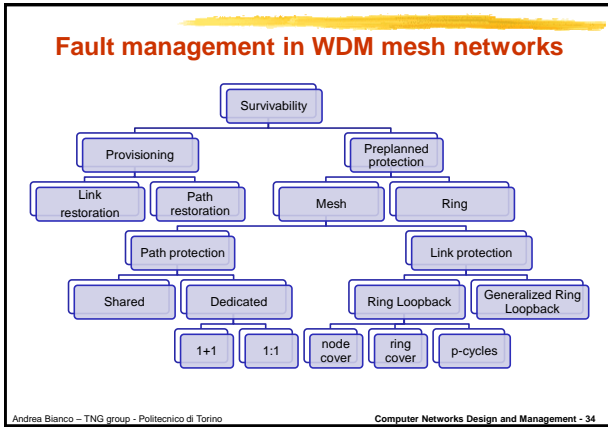 Fault management in WDM mesh networks
Survivability
Provisioning
Preplanned
protection
Link
restoration
Path
restoration
Mesh
Ring
Path protection
Link protection
Shared
Dedicated
Ring Loopback
Generalized Ring
Loopback
1+1
1:1
node
cover
ring
cover
p-cycles
Andrea Bianco – TNG group - Politecnico di Torino
Computer Networks Design and Management - 34